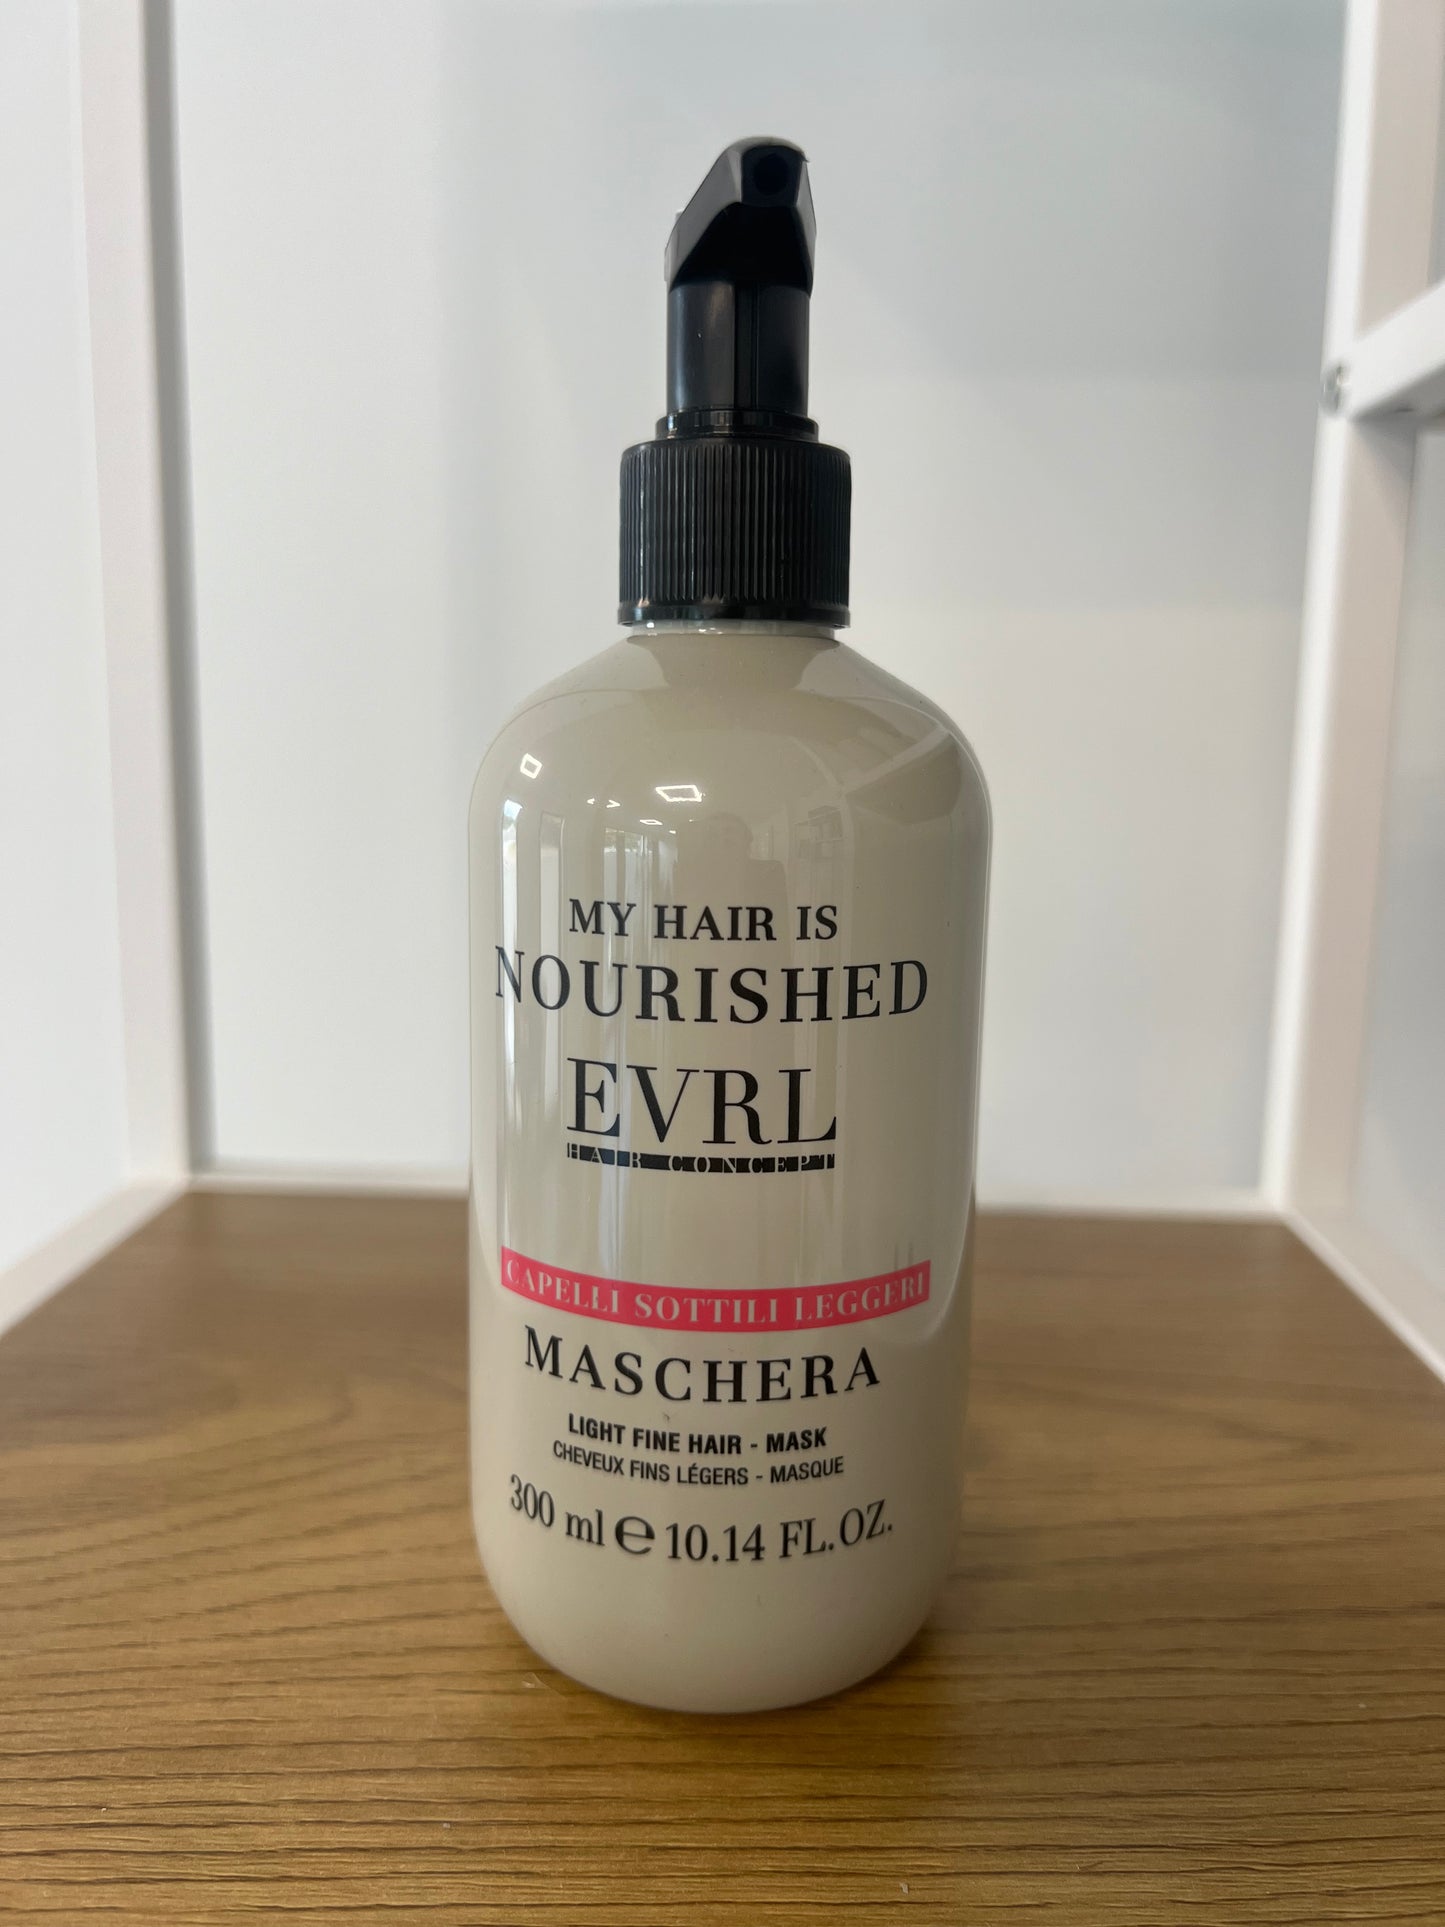 MY HAIR IS
NOURISHED
EVRL
HAIR CONCEPT
CAPELLI SOTTILI LEGGERI
MASCHERA
LIGHT FINE HAIR - MASK
CHEVEUX FINS LÉGERS - MASQUE
300 ml ℮ 10.14 FL.OZ.